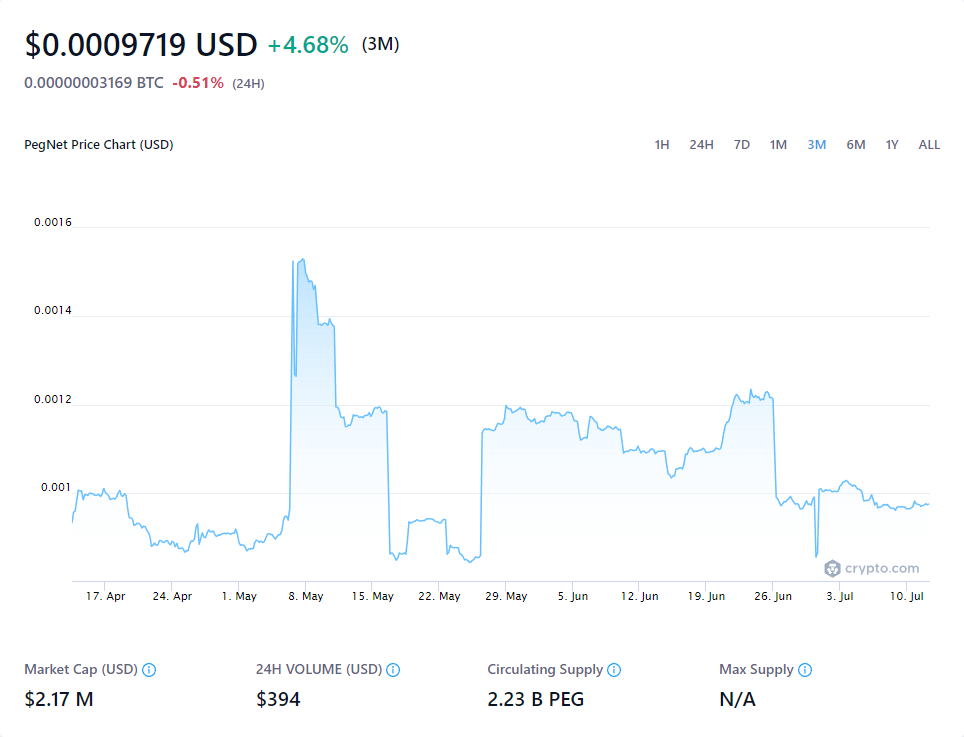 $0.0009719 USD +4.68% (3M)
0.00000003169 BTC -0.51% (24H)
PegNet Price Chart (USD) 1H 24H 7D 1M 3M 6M 1Y ALL
0.0016
0.0014
0.0012
0.001
crypto.com
17. Apr 24. Apr 1. May 8. May 15. May 22. May 29. May 5. Jun 12. Jun 19. Jun 26. Jun 3. Jul 10. Jul
Market Cap (USD) 24H VOLUME (USD) Circulating Supply Max Supply
$2.17 M $394 2.23 B PEG N/A